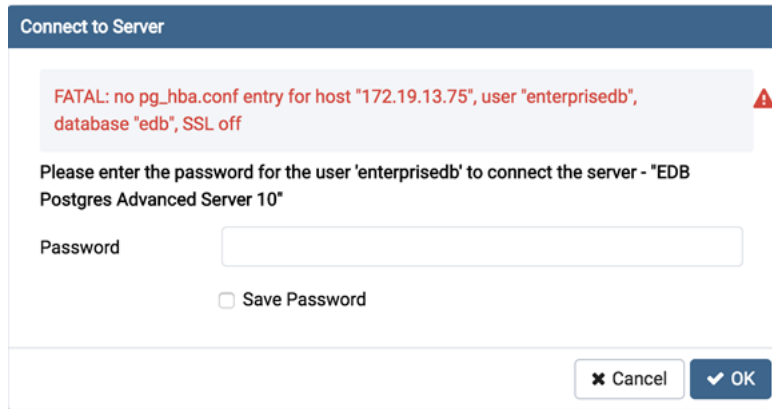 Connect to Server
FATAL: no pg_hba.conf entry for host "172.19.13.75", user "enterprisedb",
database "edb", SSL off
Please enter the password for the user 'enterprisedb' to connect the server - "EDB
Postgres Advanced Server 10"
Password
Save Password
Cancel
OK